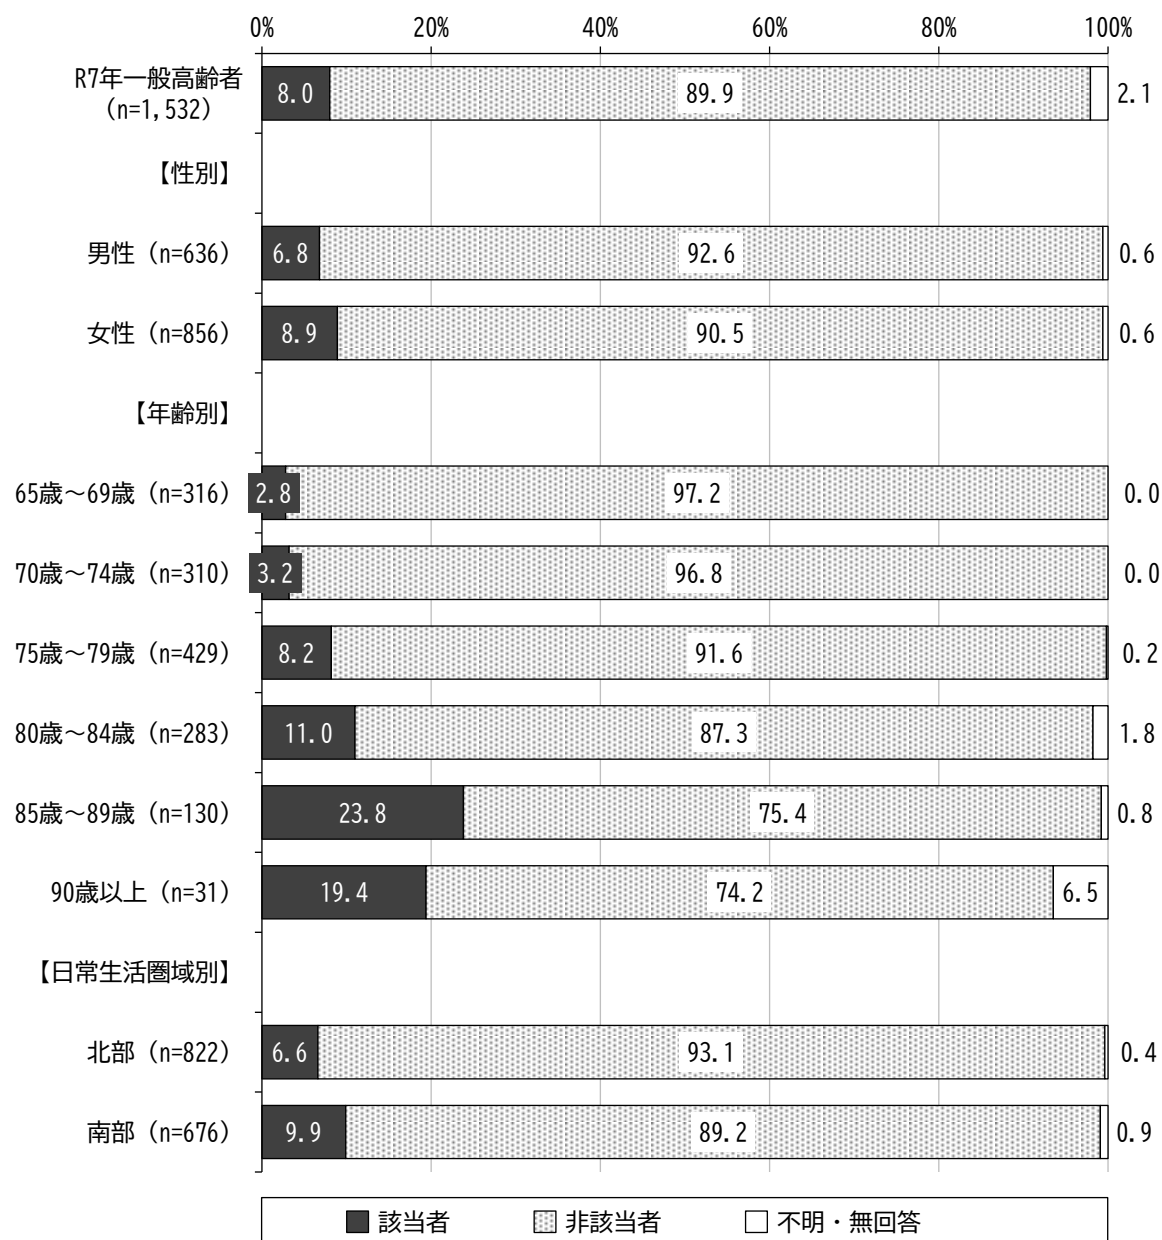 0% 20% 40% 60% 80% 100%
R7年一般高齢者
（n=1,532） 8.0 89.9 2.1
【性別】
男性（n=636） 6.8 92.6 0.6
女性（n=856） 8.9 90.5 0.6
【年齢別】
65歳～69歳（n=316） 2.8 97.2 0.0
70歳～74歳（n=310） 3.2 96.8 0.0
75歳～79歳（n=429） 8.2 91.6 0.2
80歳～84歳（n=283） 11.0 87.3 1.8
85歳～89歳（n=130） 23.8 75.4 0.8
90歳以上（n=31） 19.4 74.2 6.5
【日常生活圏域別】
北部（n=822） 6.6 93.1 0.4
南部（n=676） 9.9 89.2 0.9
該当者 非該当者 不明・無回答